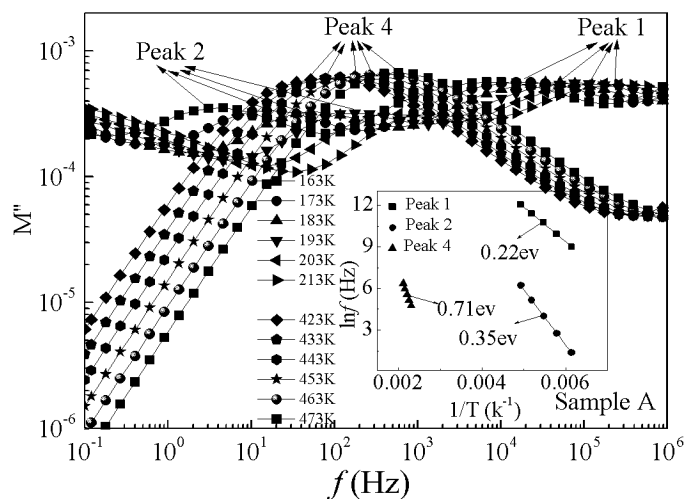 10⁻³
Peak 4
Peak 1
Peak 2
10⁻⁴
M"
10⁻⁵
10⁻⁶
163K
173K
183K
193K
203K
213K
423K
433K
443K
453K
463K
473K
12
9
6
3
lnf (Hz)
Peak 1
Peak 2
Peak 4
0.22ev
0.71ev
0.35ev
0.002 0.004 0.006
1/T (k⁻¹)
Sample A
10⁻¹ 10⁰ 10¹ 10² 10³ 10⁴ 10⁵ 10⁶
f (Hz)